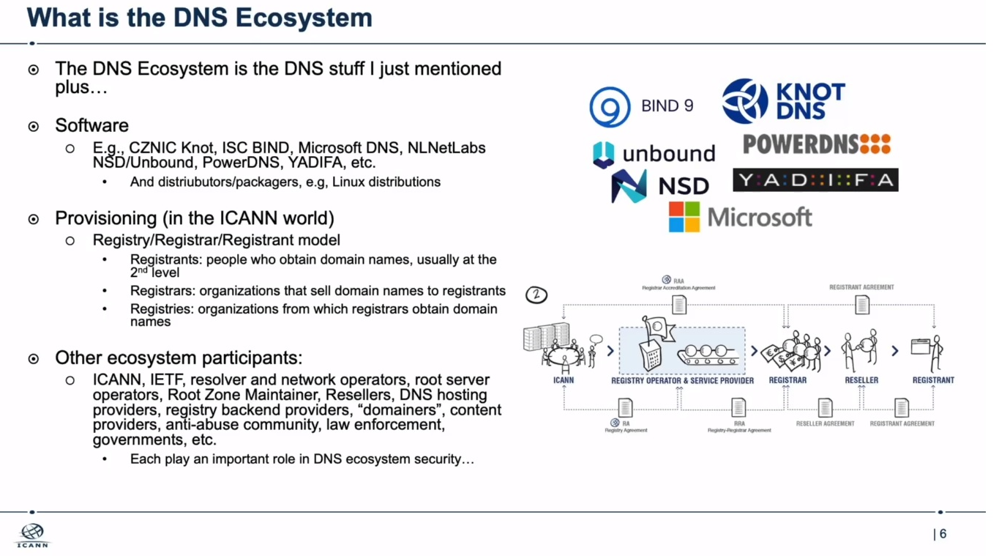 What is the DNS Ecosystem
The DNS Ecosystem is the DNS stuff I just mentioned
plus…
Software
E.g., CZNIC Knot, ISC BIND, Microsoft DNS, NLNetLabs
NSD/Unbound, PowerDNS, YADIFA, etc.
And distriubutors/packagers, e.g, Linux distributions
Provisioning (in the ICANN world)
Registry/Registrar/Registrant model
Registrants: people who obtain domain names, usually at the
2nd level
Registrars: organizations that sell domain names to registrants
Registries: organizations from which registrars obtain domain
names
Other ecosystem participants:
ICANN, IETF, resolver and network operators, root server
operators, Root Zone Maintainer, Resellers, DNS hosting
providers, registry backend providers, “domainers”, content
providers, anti-abuse community, law enforcement,
governments, etc.
Each play an important role in DNS ecosystem security…
9 BIND 9
KNOT
DNS
unbound
POWERDNS
NSD
Y:A:D::I::F:A
Microsoft
2
RAA
Registrar Accreditation Agreement
REGISTRANT AGREEMENT
€ $ ¥
ICANN
REGISTRY OPERATOR & SERVICE PROVIDER
REGISTRAR
RESELLER
REGISTRANT
RA
Registry Agreement
RRA
Registry-Registrar Agreement
RESELLER AGREEMENT
REGISTRANT AGREEMENT
ICANN
| 6